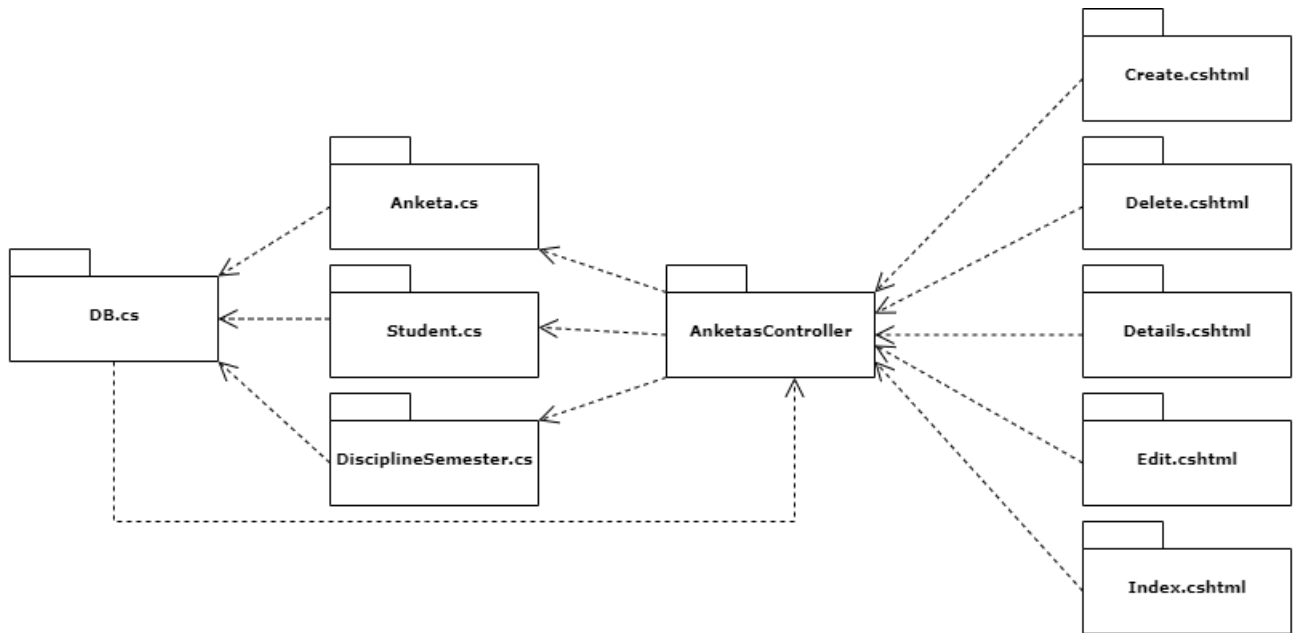 Create.cshtml
Anketa.cs
Delete.cshtml
DB.cs
Student.cs
AnketasController
Details.cshtml
DisciplineSemester.cs
Edit.cshtml
Index.cshtml